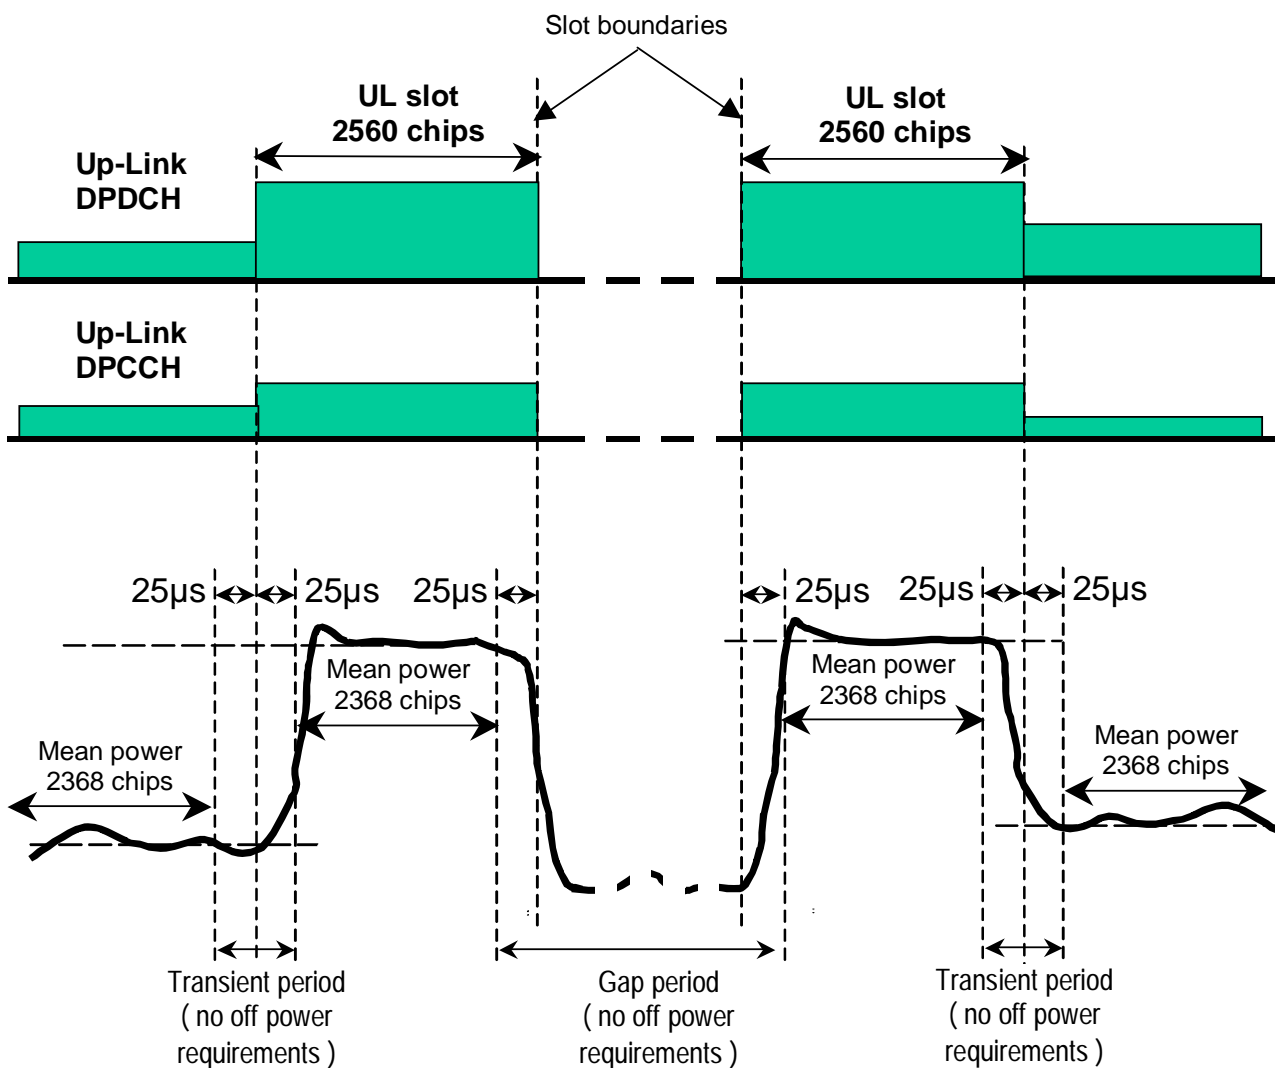 Slot boundaries
UL slot
2560 chips
UL slot
2560 chips
Up-Link
DPDCH
Up-Link
DPCCH
25µs
25µs
25µs
25µs
25µs
25µs
Mean power
2368 chips
Mean power
2368 chips
Mean power
2368 chips
Mean power
2368 chips
Transient period
( no off power
requirements )
Gap period
( no off power
requirements )
Transient period
( no off power
requirements )